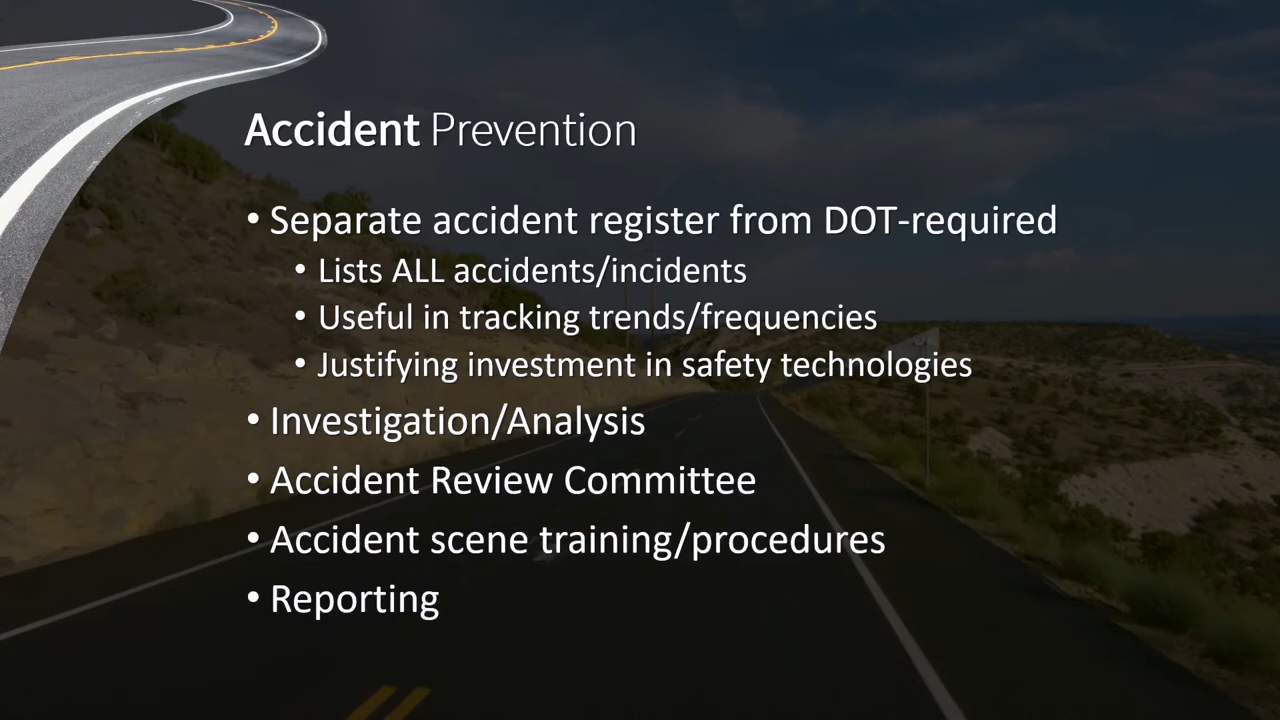 Accident Prevention
• Separate accident register from DOT-required
• Lists ALL accidents/incidents
• Useful in tracking trends/frequencies
• Justifying investment in safety technologies
• Investigation/Analysis
• Accident Review Committee
• Accident scene training/procedures
• Reporting